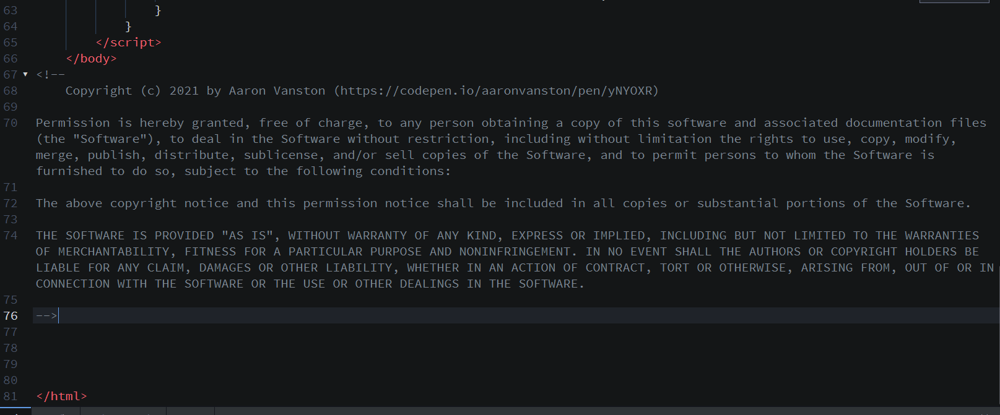 63 }
64 }
65 </script>
66 </body>
67 ▼ <!--
68 Copyright (c) 2021 by Aaron Vanston (https://codepen.io/aaronvanston/pen/yNYOXR)
69
70 Permission is hereby granted, free of charge, to any person obtaining a copy of this software and associated documentation files
(the "Software"), to deal in the Software without restriction, including without limitation the rights to use, copy, modify,
merge, publish, distribute, sublicense, and/or sell copies of the Software, and to permit persons to whom the Software is
furnished to do so, subject to the following conditions:
71
72 The above copyright notice and this permission notice shall be included in all copies or substantial portions of the Software.
73
74 THE SOFTWARE IS PROVIDED "AS IS", WITHOUT WARRANTY OF ANY KIND, EXPRESS OR IMPLIED, INCLUDING BUT NOT LIMITED TO THE WARRANTIES
OF MERCHANTABILITY, FITNESS FOR A PARTICULAR PURPOSE AND NONINFRINGEMENT. IN NO EVENT SHALL THE AUTHORS OR COPYRIGHT HOLDERS BE
LIABLE FOR ANY CLAIM, DAMAGES OR OTHER LIABILITY, WHETHER IN AN ACTION OF CONTRACT, TORT OR OTHERWISE, ARISING FROM, OUT OF OR IN
CONNECTION WITH THE SOFTWARE OR THE USE OR OTHER DEALINGS IN THE SOFTWARE.
75
76 -->
77
78
79
80
81 </html>